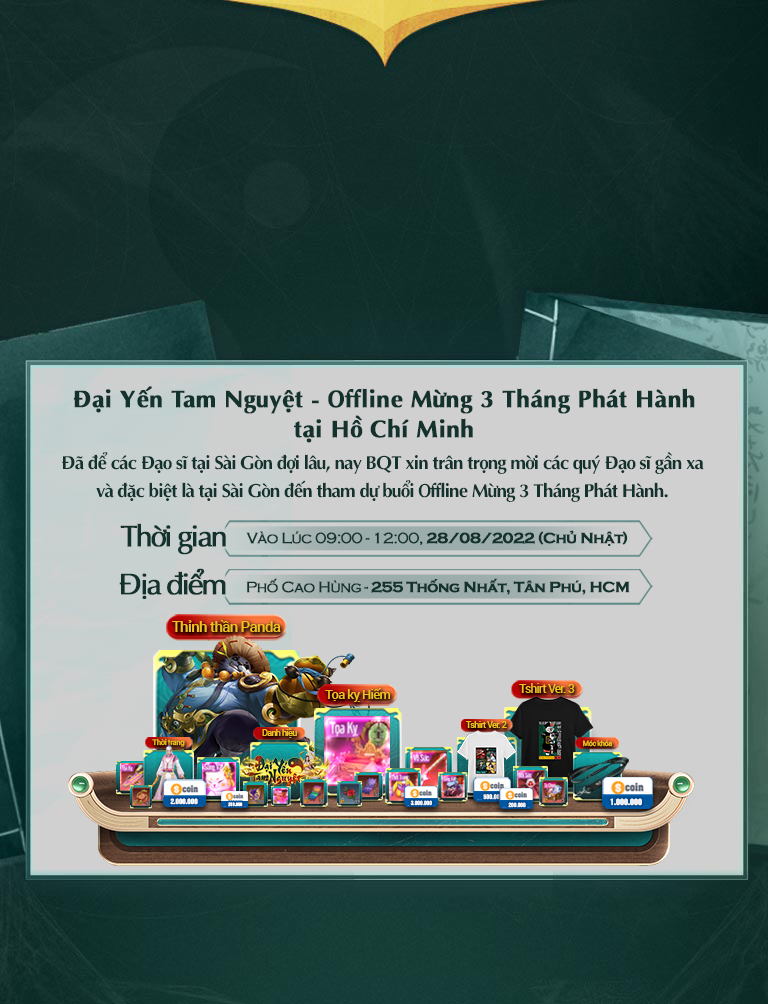 Đại Yến Tam Nguyệt - Offline Mừng 3 Tháng Phát Hành
tại Hồ Chí Minh
Đã để các Đạo sĩ tại Sài Gòn đợi lâu, nay BQT xin trân trọng mời các quý Đạo sĩ gần xa
và đặc biệt là tại Sài Gòn đến tham dự buổi Offline Mừng 3 Tháng Phát Hành.
Thời gian VÀO LÚC 09:00 - 12:00, 28/08/2022 (CHỦ NHẬT)
Địa điểm PHỐ CAO HÙNG - 255 THỐNG NHẤT, TÂN PHÚ, HCM
Thỉnh thần Panda
Tọa kỵ Hiếm
Tshirt Ver. 3
Tshirt Ver. 2
Danh hiệu
Thời trang
Móc khóa
Tọa Kỵ
Đại Yến
Tam Nguyệt
Võ Sức
coin
2.000.000
coin
coin
3.000.000
coin
coin
200.000
coin
1.000.000